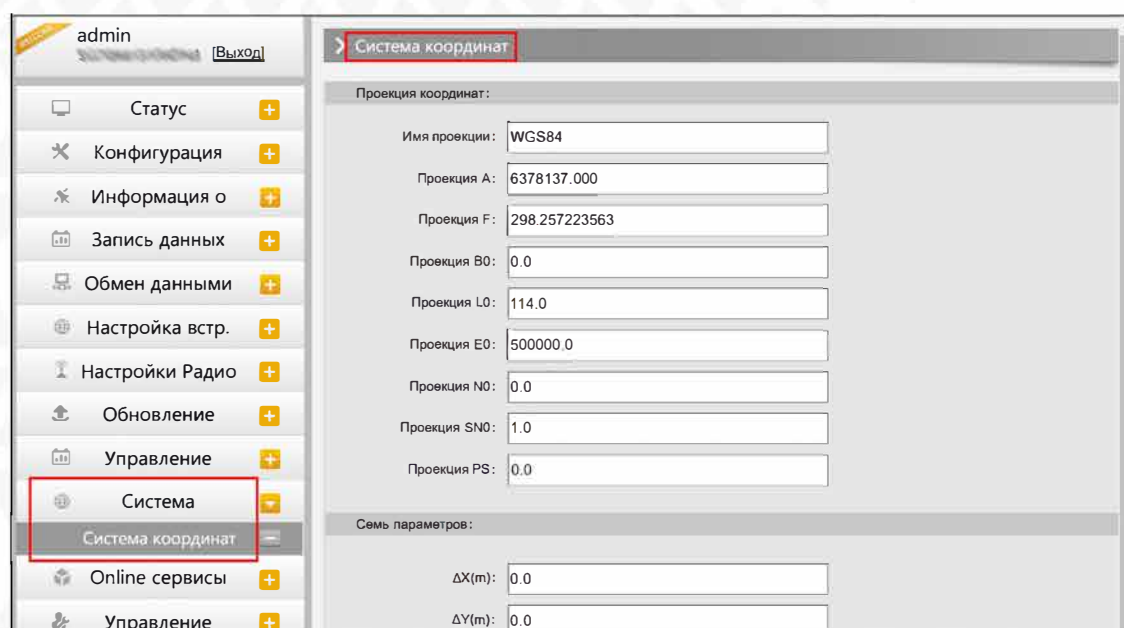 admin
[Выход]
Статус
Конфигурация
Информация о
Запись данных
Обмен данными
Настройка встр.
Настройки Радио
Обновление
Управление
Система
Система координат
Online сервисы
Управление
Система координат
Проекция координат:
Имя проекции: WGS84
Проекция A: 6378137.000
Проекция F: 298.257223563
Проекция B0: 0.0
Проекция L0: 114.0
Проекция E0: 500000.0
Проекция N0: 0.0
Проекция SN0: 1.0
Проекция PS: 0.0
Семь параметров:
ΔX(m): 0.0
ΔY(m): 0.0